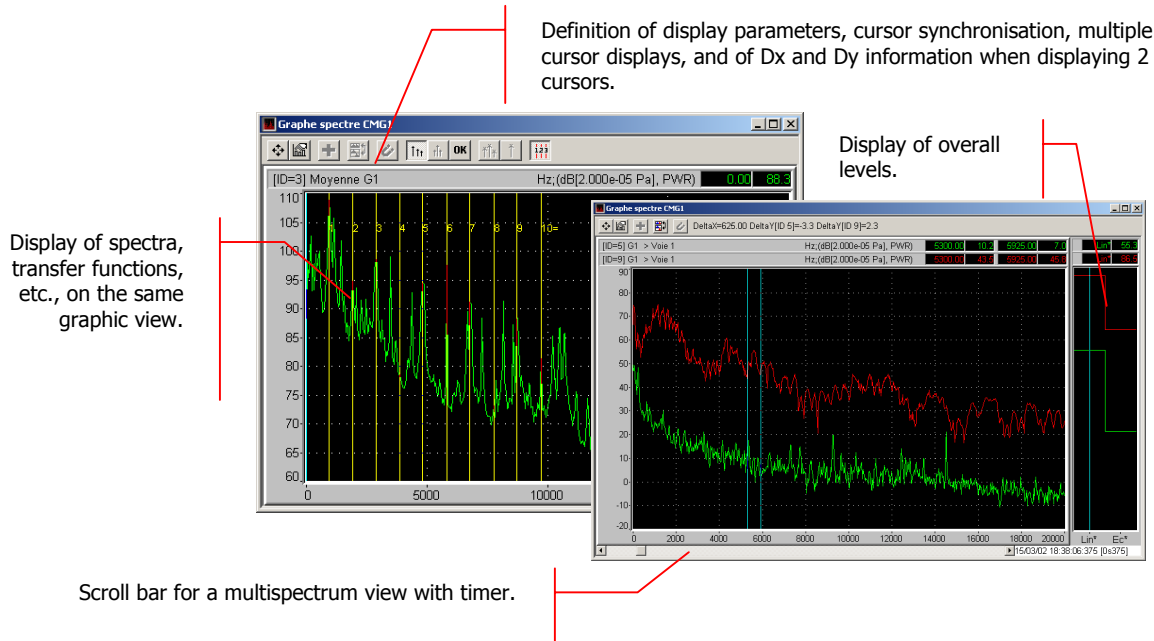 Definition of display parameters, cursor synchronisation, multiple
cursor displays, and of Dx and Dy information when displaying 2
cursors.
Display of overall
levels.
Display of spectra,
transfer functions,
etc., on the same
graphic view.
Graphe spectre CMG1
OK
123
[ID=3] Moyenne G1 Hz;(dB[2.000e-05 Pa], PWR) 0.00 88.3
110
105
100
95
90
85
80
75
70
65
60
1 2 3 4 5 6 7 8 9 10=
0 5000 10000
Graphe spectre CMG1
DeltaX=625.00 DeltaY[ID 5]=-3.3 DeltaY[ID 9]=2.3
[ID=5] G1 > Voie 1 Hz;(dB[2.000e-05 Pa], PWR) 5300.00 10.2 5925.00 7.0
[ID=9] G1 > Voie 1 Hz;(dB[2.000e-05 Pa], PWR) 5300.00 43.5 5925.00 45.8
Lin* 55.3
Lin* 86.5
90
80
70
60
50
40
30
20
10
0
-10
-20
0 2000 4000 6000 8000 10000 12000 14000 16000 18000 20000
Lin* Ec*
15/03/02 18:38:06:375 [0s375]
Scroll bar for a multispectrum view with timer.